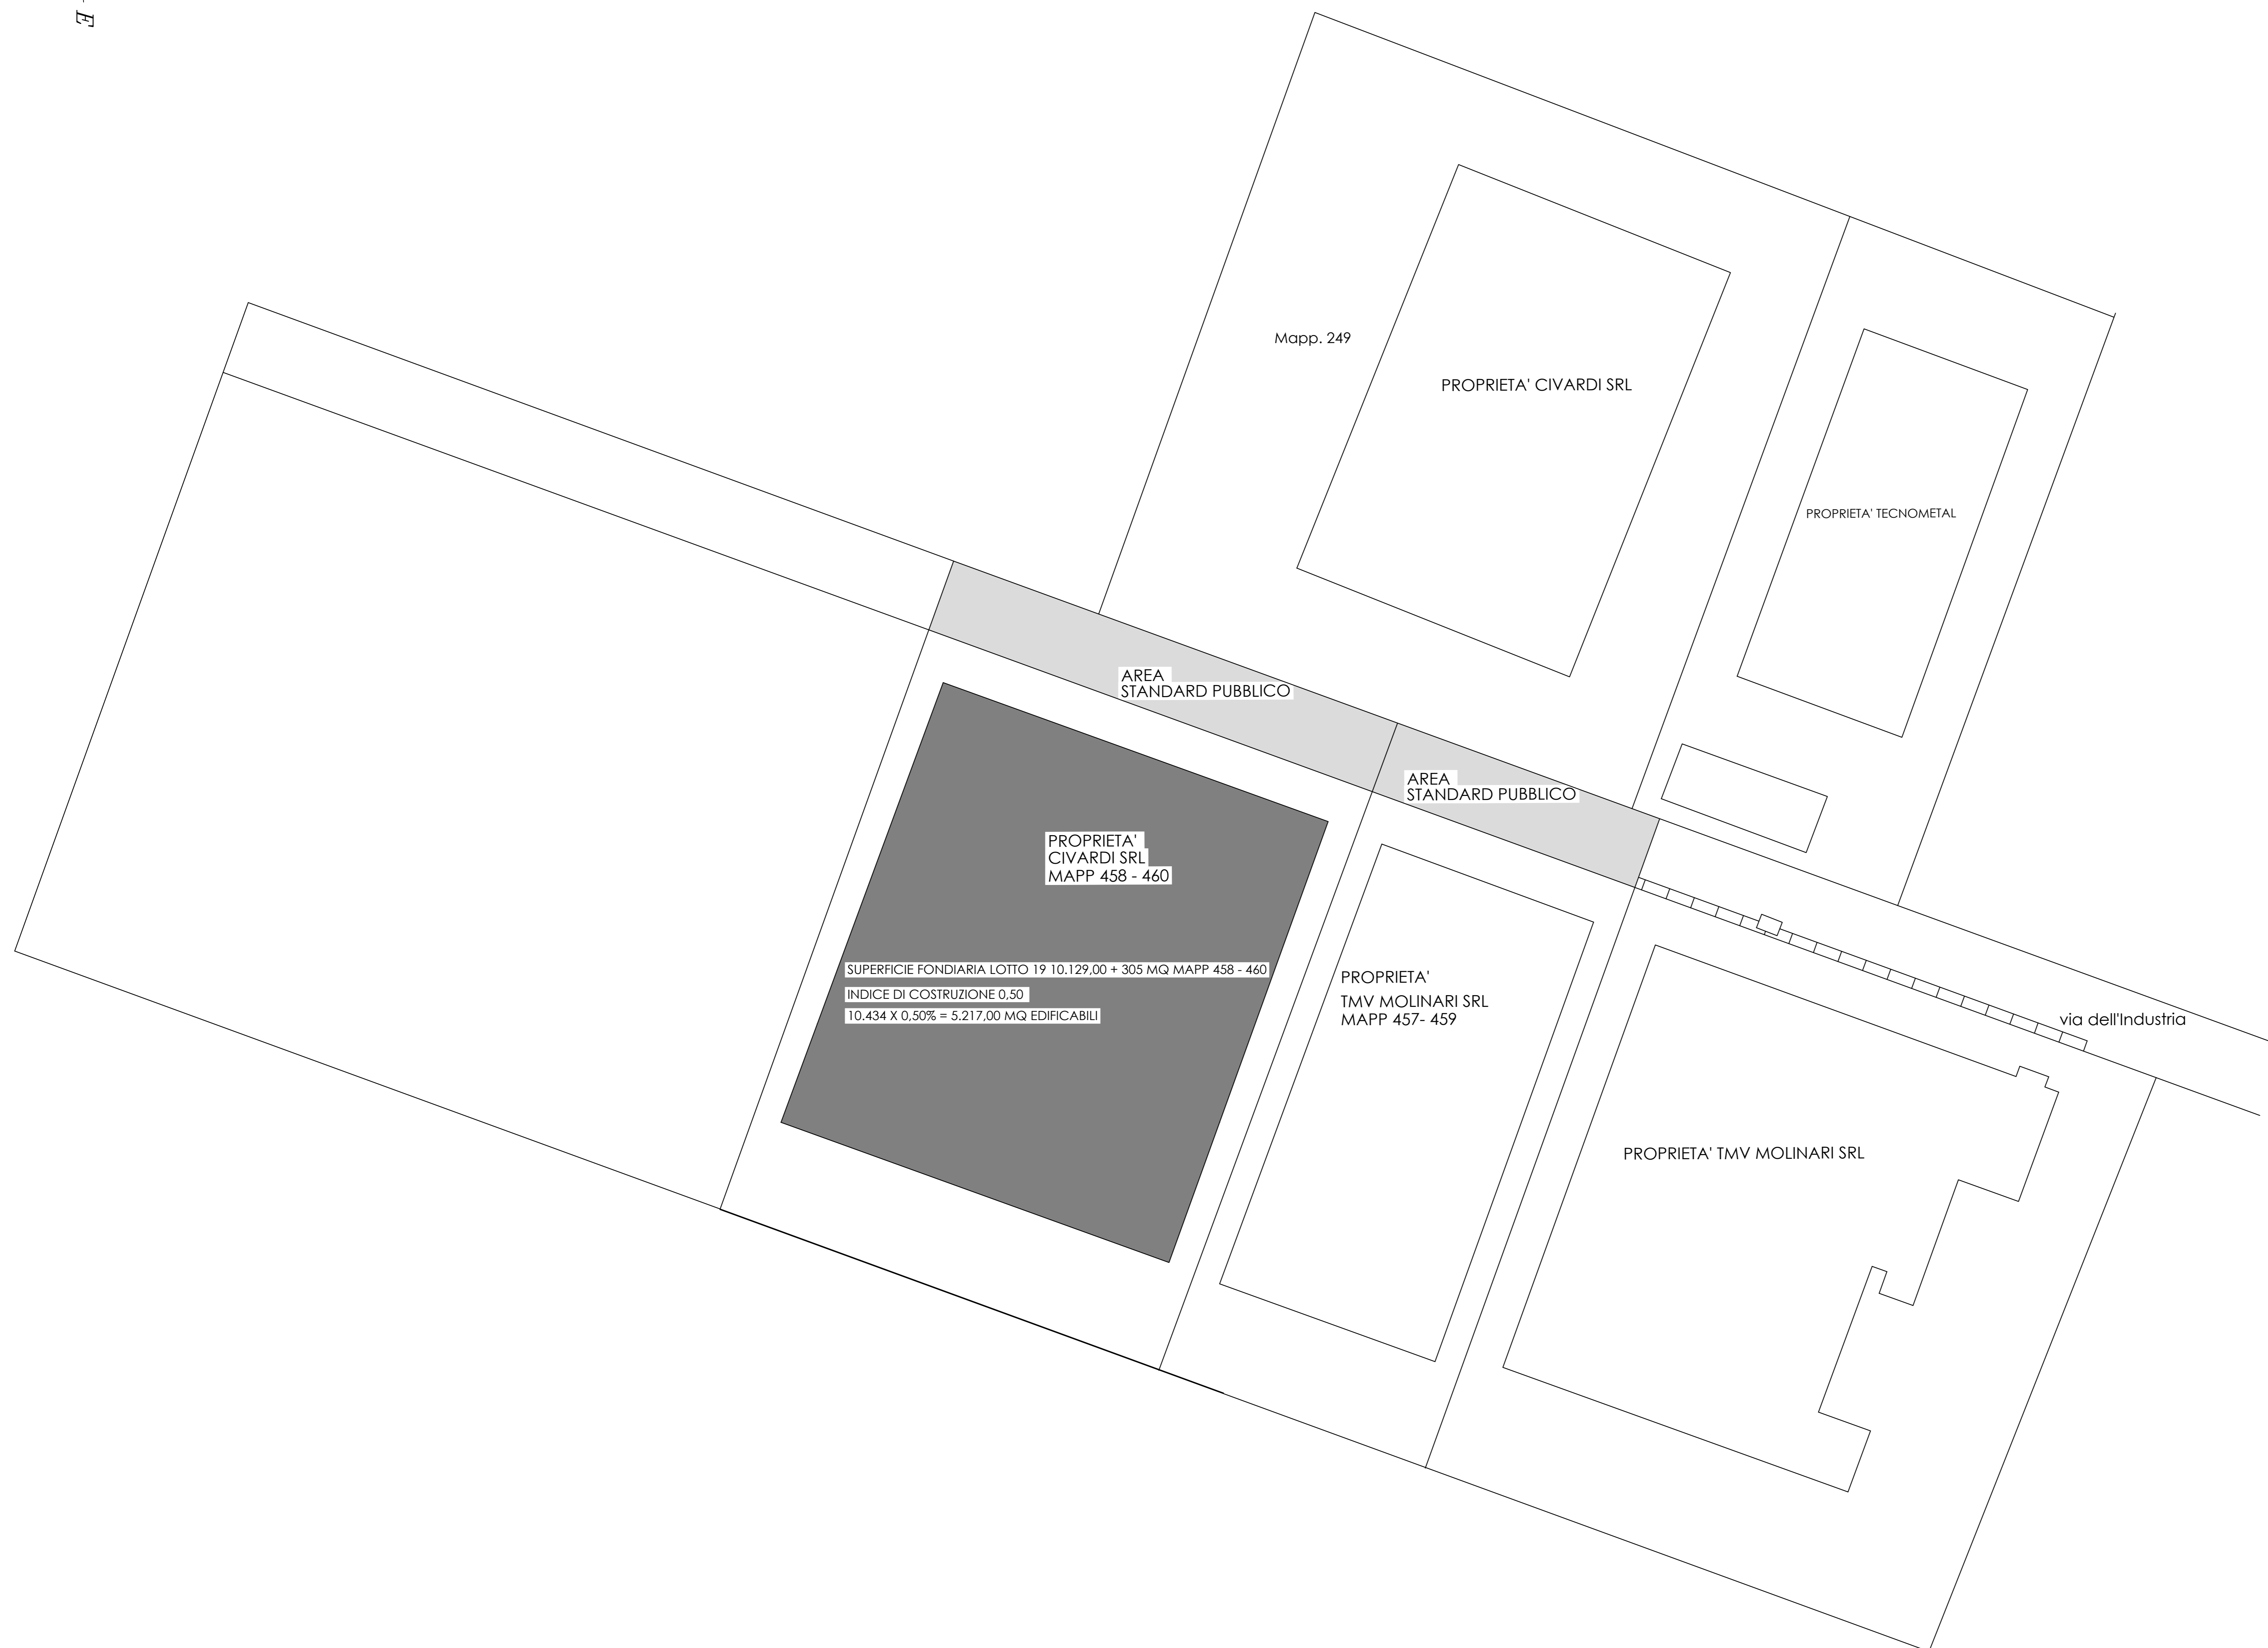 E
Mapp. 249
PROPRIETA' CIVARDI SRL
PROPRIETA' TECNOMETAL
AREA
STANDARD PUBBLICO
AREA
STANDARD PUBBLICO
PROPRIETA'
CIVARDI SRL
MAPP 458 - 460
SUPERFICIE FONDIARIA LOTTO 19 10.129,00 + 305 MQ MAPP 458 - 460
INDICE DI COSTRUZIONE 0,50
10.434 X 0,50% = 5.217,00 MQ EDIFICABILI
PROPRIETA'
TMV MOLINARI SRL
MAPP 457- 459
via dell'Industria
PROPRIETA' TMV MOLINARI SRL